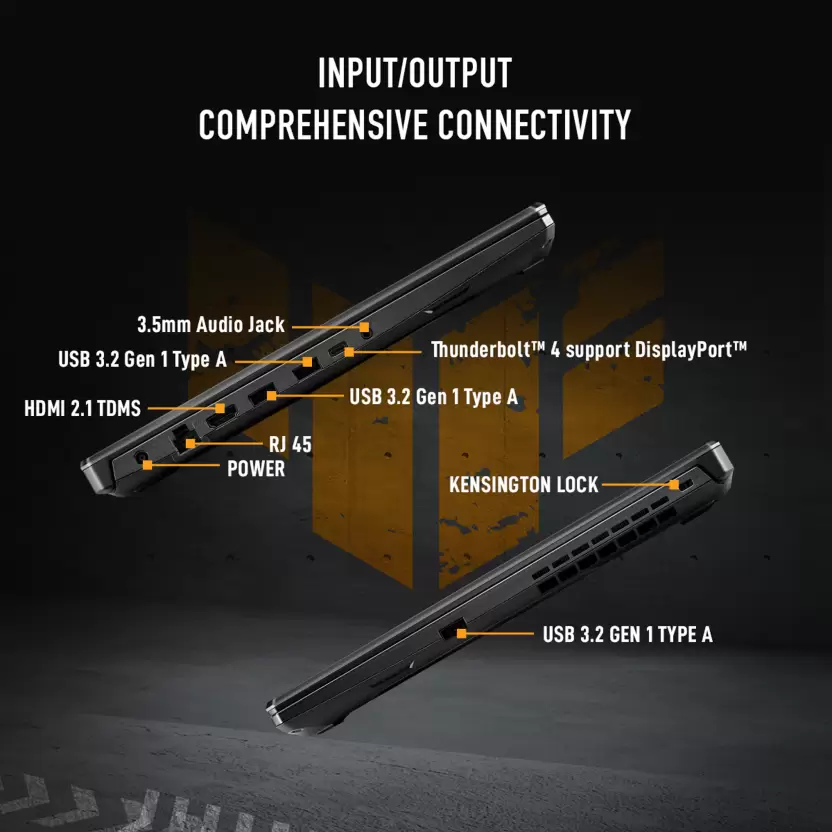 INPUT/OUTPUT
COMPREHENSIVE CONNECTIVITY
3.5mm Audio Jack
USB 3.2 Gen 1 Type A
Thunderbolt™ 4 support DisplayPort™
HDMI 2.1 TDMS
USB 3.2 Gen 1 Type A
RJ 45
POWER
KENSINGTON LOCK
USB 3.2 GEN 1 TYPE A